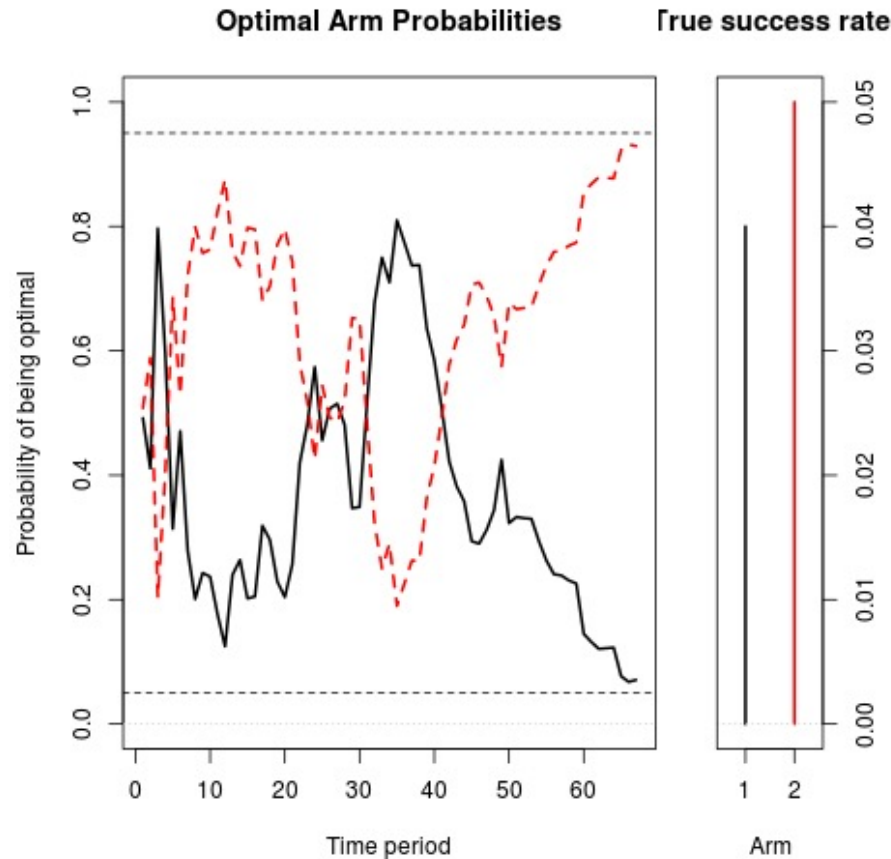 Optimal Arm Probabilities
True success rate
Probability of being optimal
1.0
0.8
0.6
0.4
0.2
0.0
0 10 20 30 40 50 60
Time period
0.05
0.04
0.03
0.02
0.01
0.00
1 2
Arm